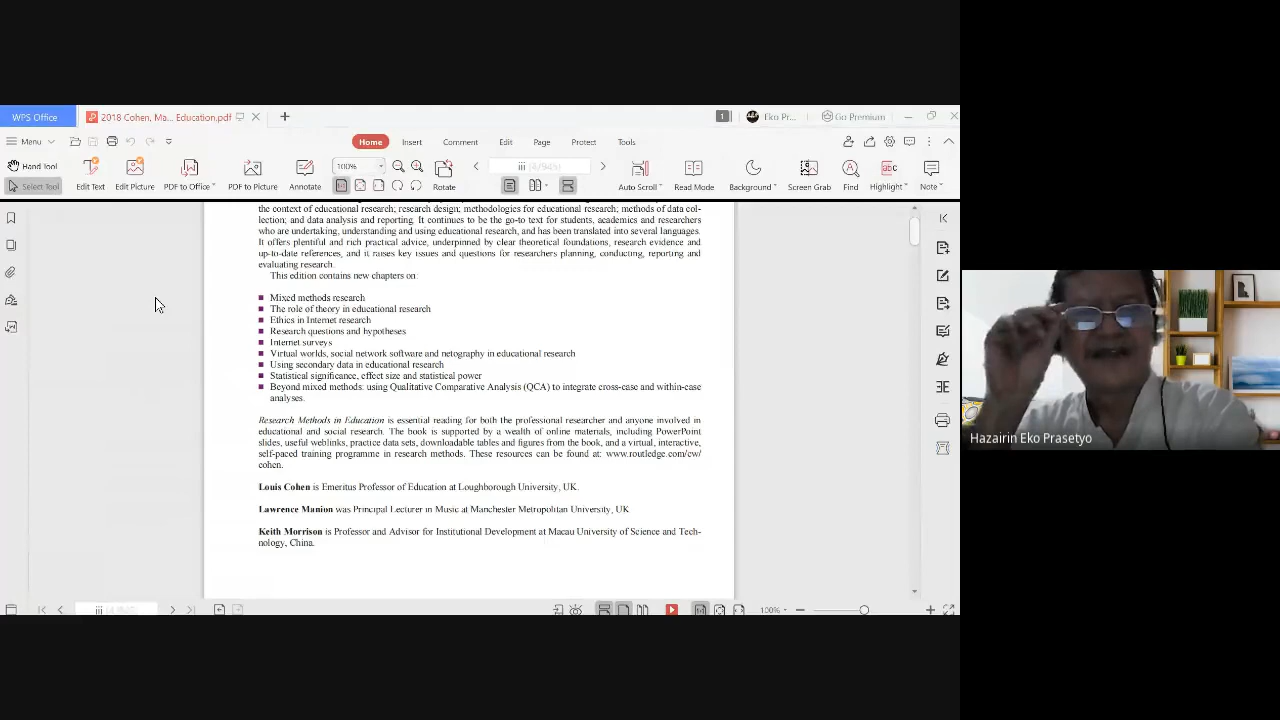 WPS Office
2018 Cohen, Ma... Education.pdf
1
Eko Pr...
Go Premium
Menu
Home
Insert
Comment
Edit
Page
Protect
Tools
Hand Tool
Select Tool
Edit Text
Edit Picture
PDF to Office
PDF to Picture
Annotate
100%
Rotate
iii
Auto Scroll
Read Mode
Background
Screen Grab
Find
Highlight
Note
the context of educational research; research design; methodologies for educational research; methods of data col-
lection; and data analysis and reporting. It continues to be the go-to text for students, academics and researchers
who are undertaking, understanding and using educational research, and has been translated into several languages.
It offers plentiful and rich practical advice, underpinned by clear theoretical foundations, research evidence and
up-to-date references, and it raises key issues and questions for researchers planning, conducting, reporting and
evaluating research.
This edition contains new chapters on:
Mixed methods research
The role of theory in educational research
Ethics in Internet research
Research questions and hypotheses
Internet surveys
Virtual worlds, social network software and netography in educational research
Using secondary data in educational research
Statistical significance, effect size and statistical power
Beyond mixed methods: using Qualitative Comparative Analysis (QCA) to integrate cross-case and within-case
analyses.
Research Methods in Education is essential reading for both the professional researcher and anyone involved in
educational and social research. The book is supported by a wealth of online materials, including PowerPoint
slides, useful weblinks, practice data sets, downloadable tables and figures from the book, and a virtual, interactive,
self-paced training programme in research methods. These resources can be found at: www.routledge.com/cw/
cohen.
Louis Cohen is Emeritus Professor of Education at Loughborough University, UK.
Lawrence Manion was Principal Lecturer in Music at Manchester Metropolitan University, UK
Keith Morrison is Professor and Advisor for Institutional Development at Macau University of Science and Tech-
nology, China.
iii
100%
Hazairin Eko Prasetyo